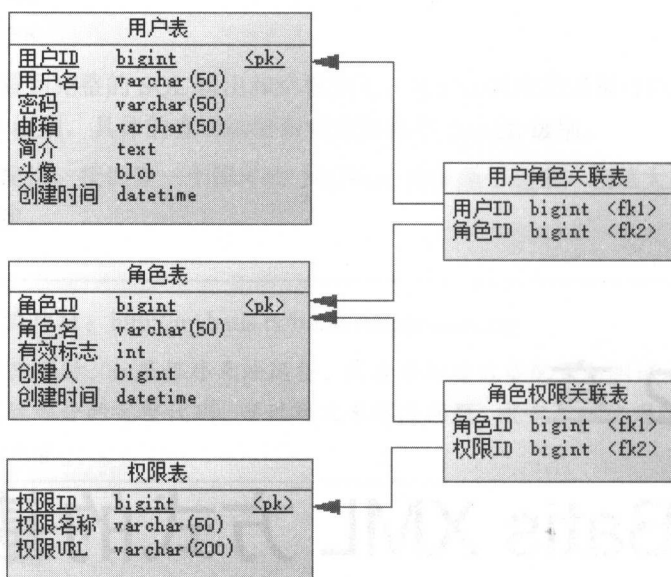 用户表
用户ID bigint <pk>
用户名 varchar(50)
密码 varchar(50)
邮箱 varchar(50)
简介 text
头像 blob
创建时间 datetime
用户角色关联表
用户ID bigint <fk1>
角色ID bigint <fk2>
角色表
角色ID bigint <pk>
角色名 varchar(50)
有效标志 int
创建人 bigint
创建时间 datetime
角色权限关联表
角色ID bigint <fk1>
权限ID bigint <fk2>
权限表
权限ID bigint <pk>
权限名称 varchar(50)
权限URL varchar(200)